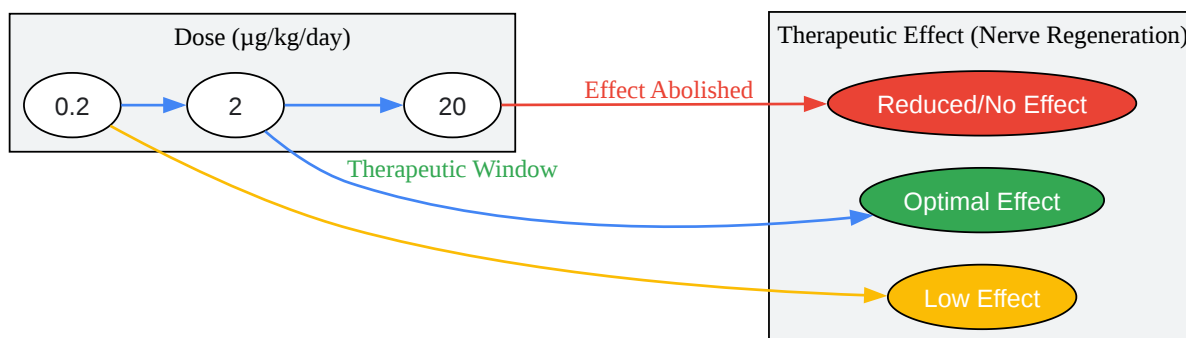 Dose (µg/kg/day)
0.2
2
20
Effect Abolished
Therapeutic Window
Therapeutic Effect (Nerve Regeneration)
Reduced/No Effect
Optimal Effect
Low Effect